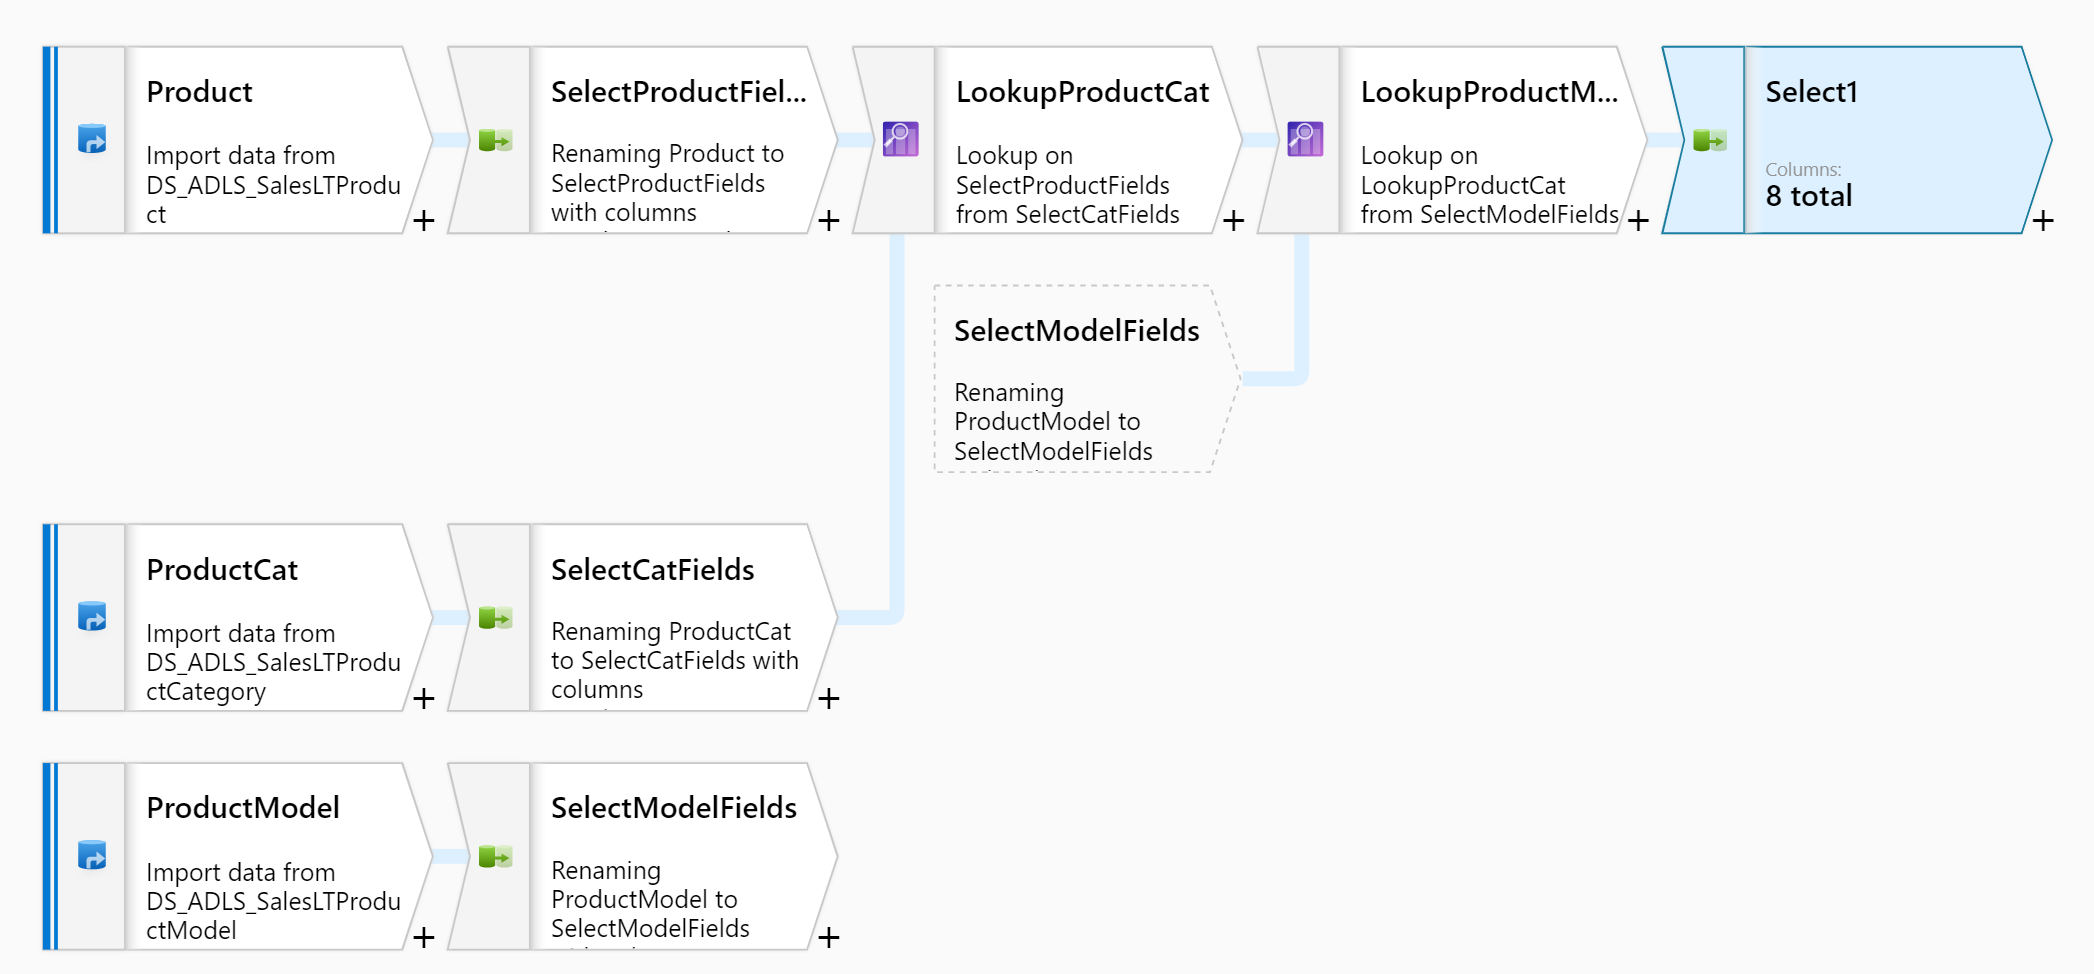 Product
Import data from
DS_ADLS_SalesLTProdu
ct
+
SelectProductFiel...
Renaming Product to
SelectProductFields
with columns
+
LookupProductCat
Lookup on
SelectProductFields
from SelectCatFields
+
LookupProductM...
Lookup on
LookupProductCat
from SelectModelFields
+
Select1
Columns:
8 total
+
SelectModelFields
Renaming
ProductModel to
SelectModelFields
ProductCat
Import data from
DS_ADLS_SalesLTProdu
ctCategory
+
SelectCatFields
Renaming ProductCat
to SelectCatFields with
columns
+
ProductModel
Import data from
DS_ADLS_SalesLTProdu
ctModel
+
SelectModelFields
Renaming
ProductModel to
SelectModelFields
+